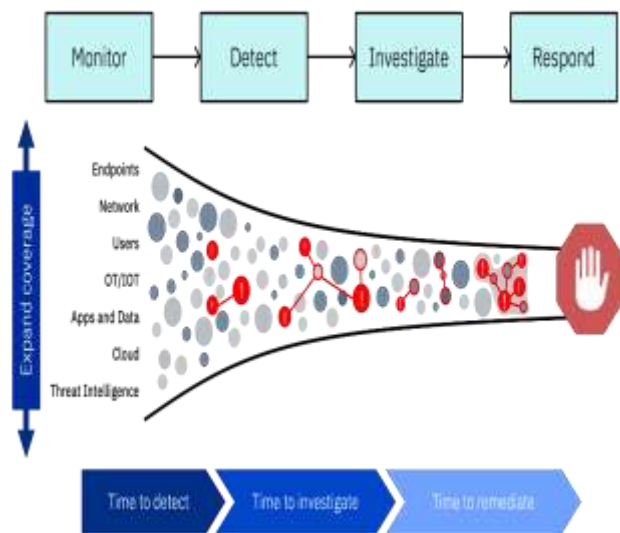 Monitor
Detect
Investigate
Respond
Expand coverage
Endpoints
Network
Users
OT/IOT
Apps and Data
Cloud
Threat Intelligence
Time to detect
Time to investigate
Time to remediate